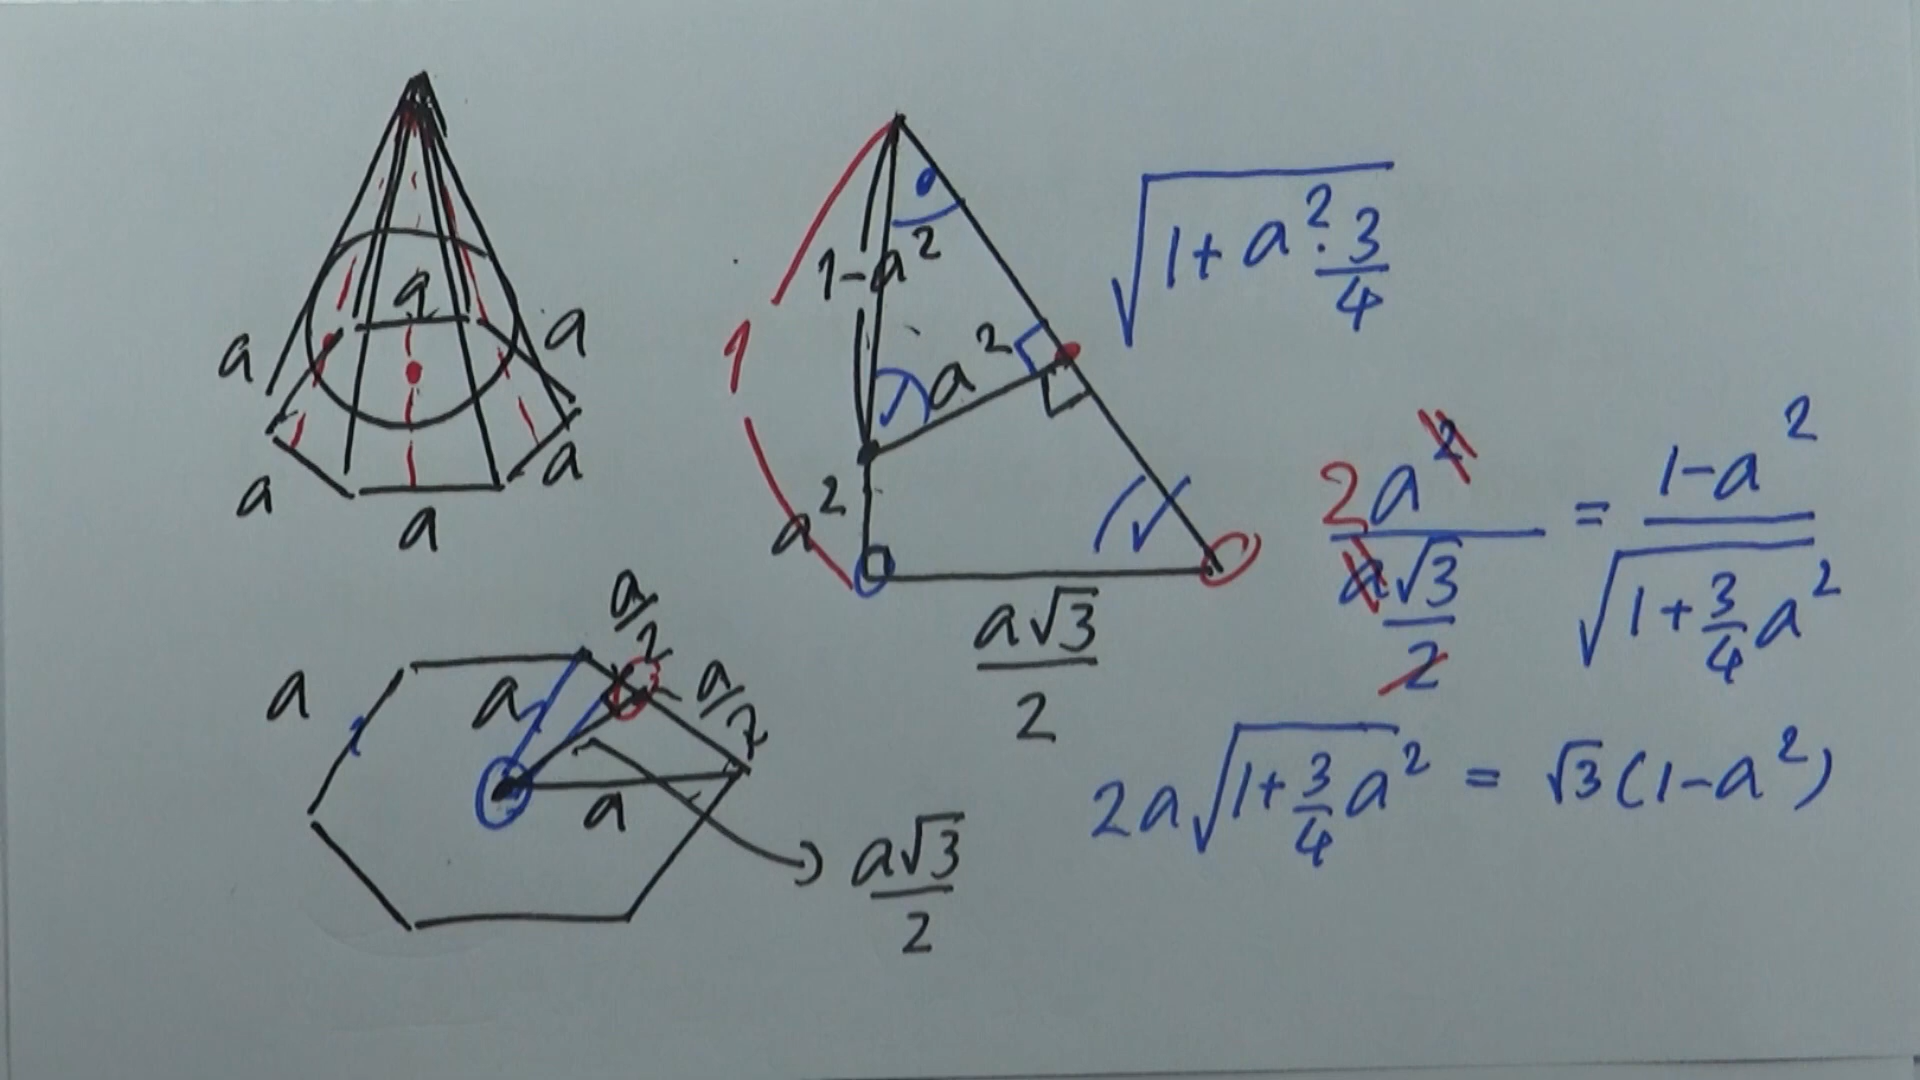 a
a
a
a
a
a
1
1-a²
a²
a²
a√3/2
√(1+a²·3/4)
2a²/(a√3/2) = (1-a²)/√(1+3/4a²)
2a√(1+3/4a²) = √3(1-a²)
a/2
a/2
a
a
a
a√3/2